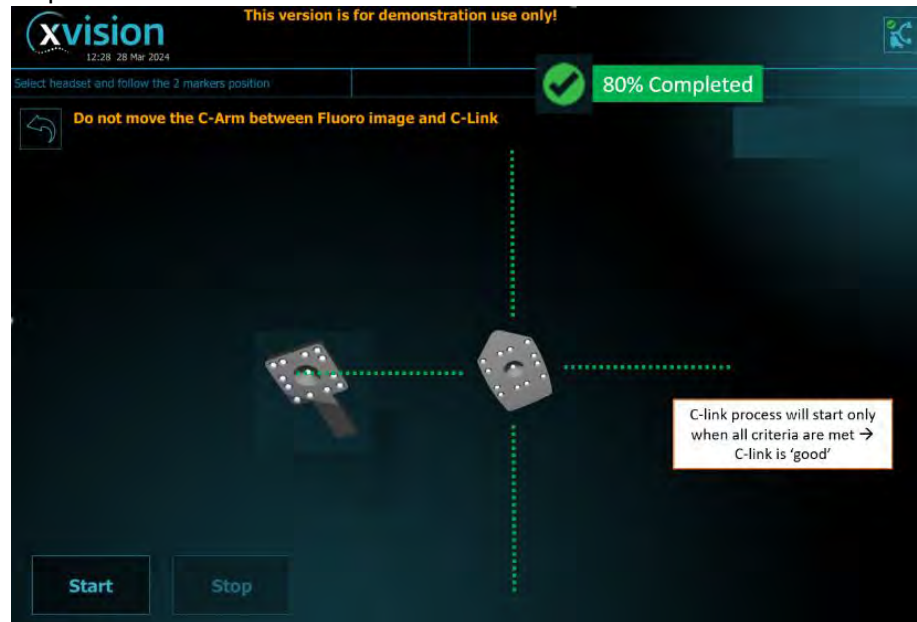 This version is for demonstration use only!
xvision
12:28 28 Mar 2024
Select headset and follow the 2 markers position
80% Completed
Do not move the C-Arm between Fluoro image and C-Link
C-link process will start only
when all criteria are met →
C-link is ‘good’
Start
Stop